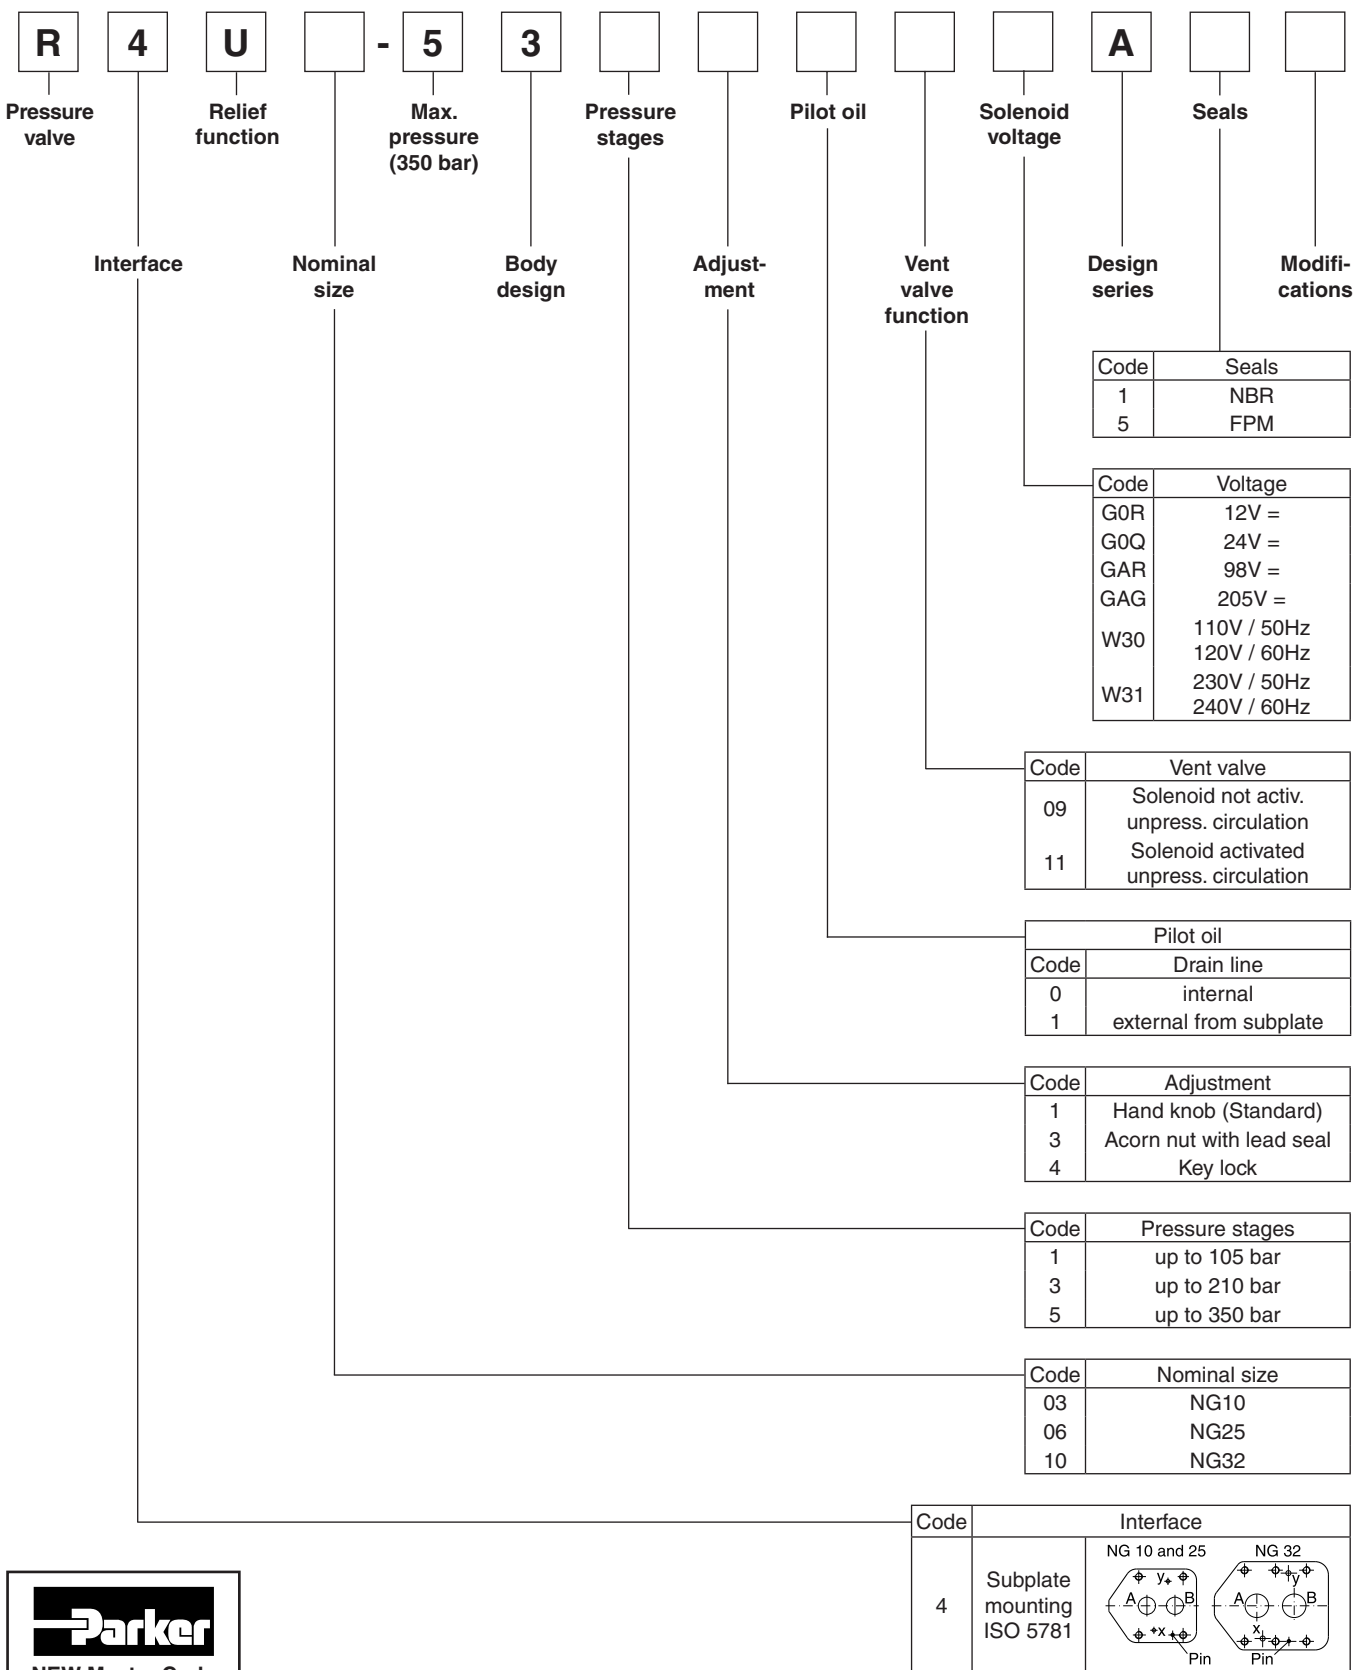 R 4 U - 5 3 A
Pressure valve
Relief function
Max. pressure (350 bar)
Pressure stages
Pilot oil
Solenoid voltage
Seals
Interface
Nominal size
Body design
Adjust-ment
Vent valve function
Design series
Modifi-cations
Code Seals
1 NBR
5 FPM
Code Voltage
G0R 12V =
G0Q 24V =
GAR 98V =
GAG 205V =
W30 110V / 50Hz
120V / 60Hz
W31 230V / 50Hz
240V / 60Hz
Code Vent valve
09 Solenoid not activ.
unpress. circulation
11 Solenoid activated
unpress. circulation
Pilot oil
Code Drain line
0 internal
1 external from subplate
Code Adjustment
1 Hand knob (Standard)
3 Acorn nut with lead seal
4 Key lock
Code Pressure stages
1 up to 105 bar
3 up to 210 bar
5 up to 350 bar
Code Nominal size
03 NG10
06 NG25
10 NG32
Code Interface
4 Subplate
mounting
ISO 5781
NG 10 and 25
y
A B
x
Pin
NG 32
y
A B
x
Pin
Parker